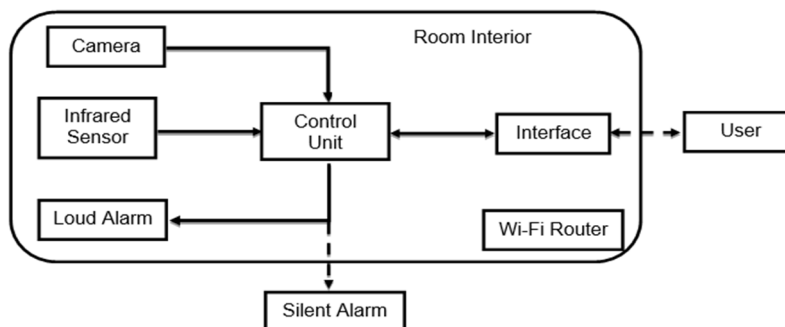 Camera
Room Interior
Infrared
Sensor
Control
Unit
Interface
User
Loud Alarm
Wi-Fi Router
Silent Alarm